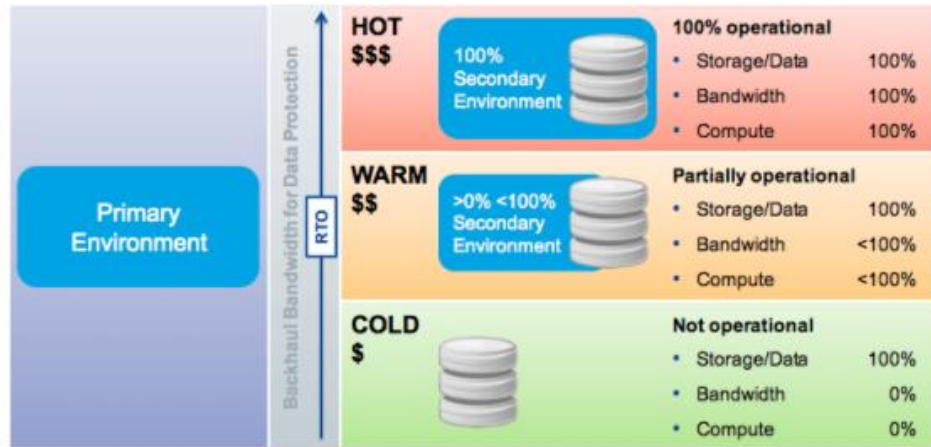 Primary
Environment
Backhaul Bandwidth for Data Protection
RTO
HOT
$$$
100%
Secondary
Environment
100% operational
• Storage/Data 100%
• Bandwidth 100%
• Compute 100%
WARM
$$
>0% <100%
Secondary
Environment
Partially operational
• Storage/Data 100%
• Bandwidth <100%
• Compute <100%
COLD
$
Not operational
• Storage/Data 100%
• Bandwidth 0%
• Compute 0%